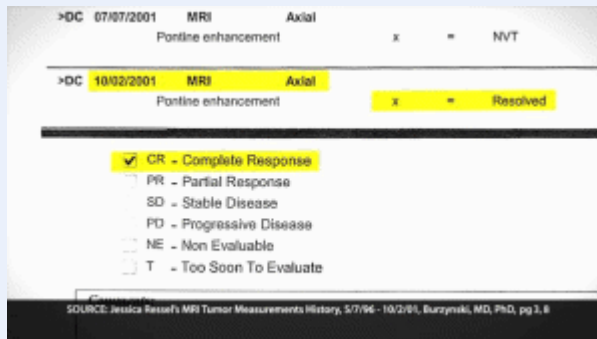 >DC 07/07/2001 MRI Axial
Pontine enhancement x = NVT
>DC 10/02/2001 MRI Axial
Pontine enhancement x = Resolved
CR - Complete Response
PR - Partial Response
SD - Stable Disease
PD - Progressive Disease
NE - Non Evaluable
T - Too Soon To Evaluate
SOURCE: Jessica Ressel's MRI Tumor Measurements History, 5/7/96 - 10/2/01, Burzynski, MD, PhD, pg 3, 8